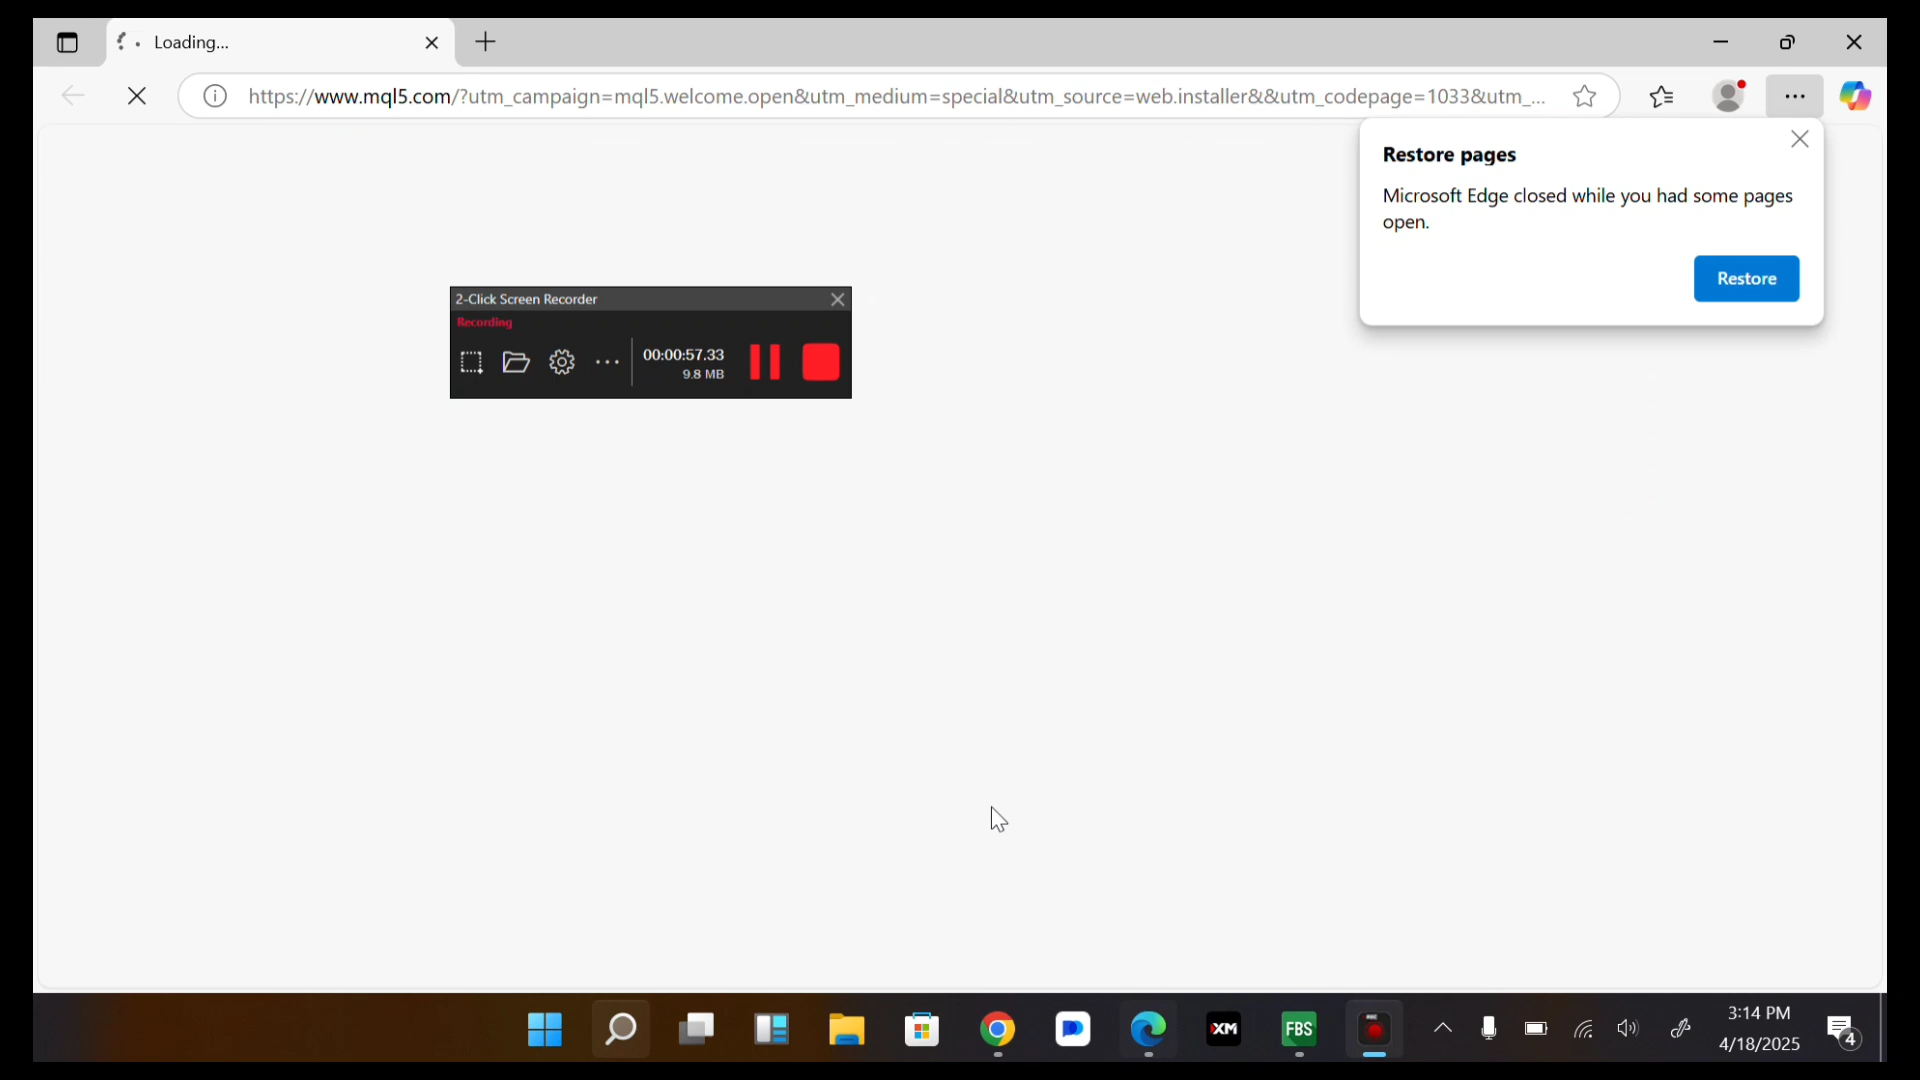 Loading...
https://www.mql5.com/?utm_campaign=mql5.welcome.open&utm_medium=special&utm_source=web.installer&&utm_codepage=1033&utm_...
Restore pages
Microsoft Edge closed while you had some pages
open.
Restore
2-Click Screen Recorder
Recording
00:00:57.33
9.8 MB
XM
FBS
REC
3:14 PM
4/18/2025
4